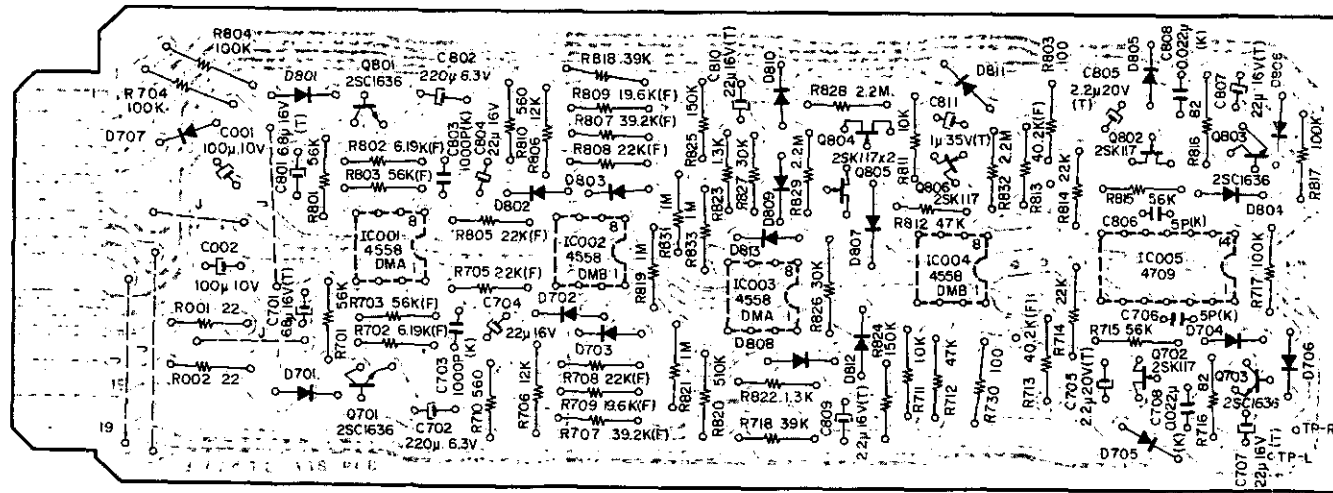 R804
100K
R704
100K
D707
C001
100µ 10V
D801
C801 6.8µ 16V
(T)
56K
R801
Q801
2SC1636
R802 6.19K(F)
R803 56K(F)
C802
220µ 6.3V
C803
1000P(K)
C804
22µ 16V
560
R810
12K
R806
R818 39K
R809 19.6K(F)
R807 39.2K(F)
R808 22K(F)
D802
D803
R805 22K(F)
IC001
4558
DMA
8
IC002
4558
DMB 1
8
R831 1M
R833 1M
R819 1M
R825 150K
C810
22µ 16V(T)
D810
R823 1.3K
R827 30K
D809
R829 2.2M
R828 2.2M
Q804
2SK117x2
Q805
D807
D813
IC003
4558
DMA
8
1
R826 30K
R811 10K
D811
C811
1µ 35V(T)
Q806
2SK117
R812 47K
R832 2.2M
R803
100
R813 40.2K(F)
R814 22K
IC004
4558
DMB 1
8
C805
2.2µ 20V
(T)
D805
C808
0.022µ
(K)
Q802
2SK117
R816 82
C807
22µ 16V(T)
D806
Q803
2SC1636
R817 100K
R815
56K
C806
5P(K)
D804
IC005
4709
14
1
R717 100K
J
C002
100µ 10V
R001 22
J
R002 22
J
J
19
C701
6.8µ 16V(T)
R701 56K
D701
Q701
2SC1636
R703 56K(F)
R702 6.19K(F)
C702
220µ 6.3V
C703
1000P
(K)
R705 22K(F)
C704
22µ 16V
R710 560
R706 12K
D702
D703
R708 22K(F)
R709 19.6K(F)
R707 39.2K(F)
R821 1M
R820 510K
D808
R822 1.3K
R718 39K
C809
2.2µ 16V(T)
D812
R824
150K
R711 10K
R712 47K
R730 100
R713 40.2K(F)
R714 22K
C705
2.2µ 20V(T)
C706
5P(K)
R715 56K
D704
Q702
2SK117
C708
0.022µ
(K)
D705
R716 82
Q703
2SC1636
C707
22µ 16V
(T)
D706
TP-R
TP-L